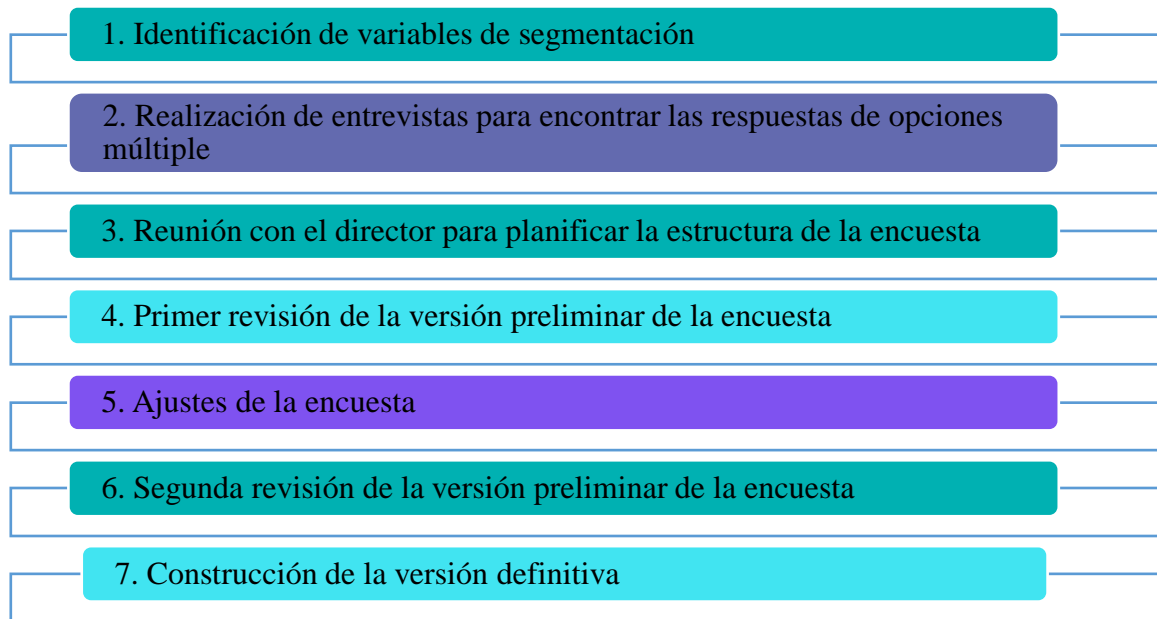 1. Identificación de variables de segmentación
2. Realización de entrevistas para encontrar las respuestas de opciones
múltiple
3. Reunión con el director para planificar la estructura de la encuesta
4. Primer revisión de la versión preliminar de la encuesta
5. Ajustes de la encuesta
6. Segunda revisión de la versión preliminar de la encuesta
7. Construcción de la versión definitiva